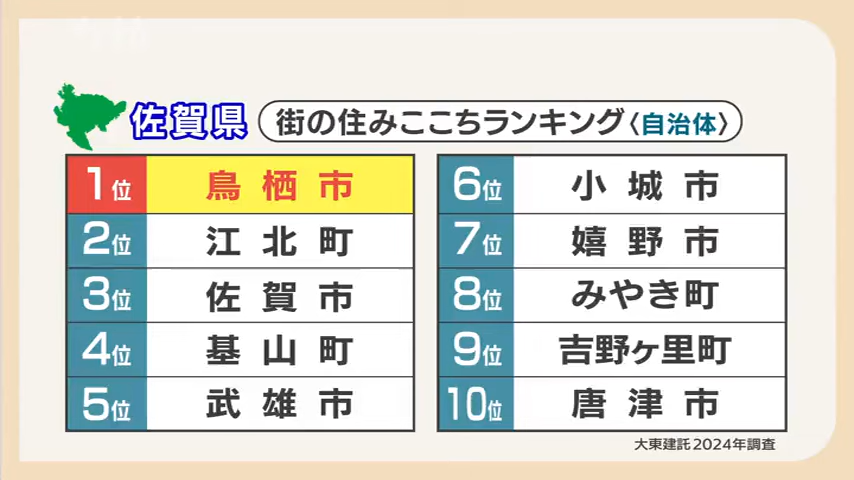 佐賀県 街の住みここちランキング〈自治体〉
1位 鳥栖市
2位 江北町
3位 佐賀市
4位 基山町
5位 武雄市
6位 小城市
7位 嬉野市
8位 みやき町
9位 吉野ヶ里町
10位 唐津市
大東建託2024年調査